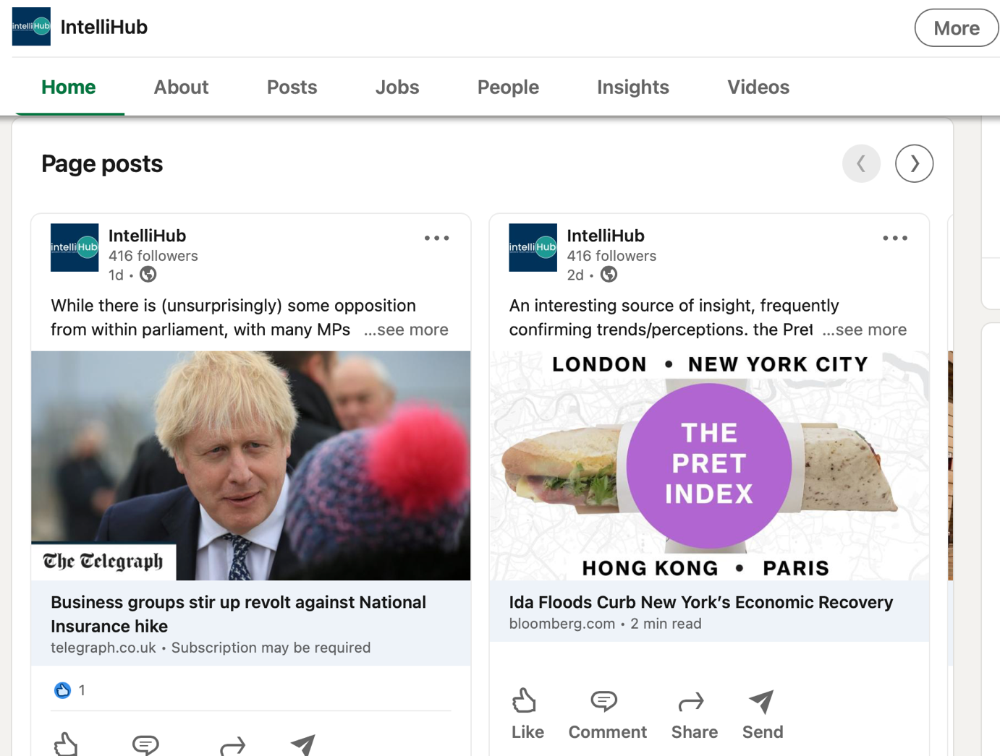 intelliHub
IntelliHub
More
Home
About
Posts
Jobs
People
Insights
Videos
Page posts
intelliHub
IntelliHub
416 followers
1d •
While there is (unsurprisingly) some opposition
from within parliament, with many MPs ...see more
The Telegraph
Business groups stir up revolt against National
Insurance hike
telegraph.co.uk • Subscription may be required
1
intelliHub
IntelliHub
416 followers
2d •
An interesting source of insight, frequently
confirming trends/perceptions. the Pret ...see more
LONDON • NEW YORK CITY
THE
PRET
INDEX
HONG KONG • PARIS
Ida Floods Curb New York’s Economic Recovery
bloomberg.com • 2 min read
Like
Comment
Share
Send